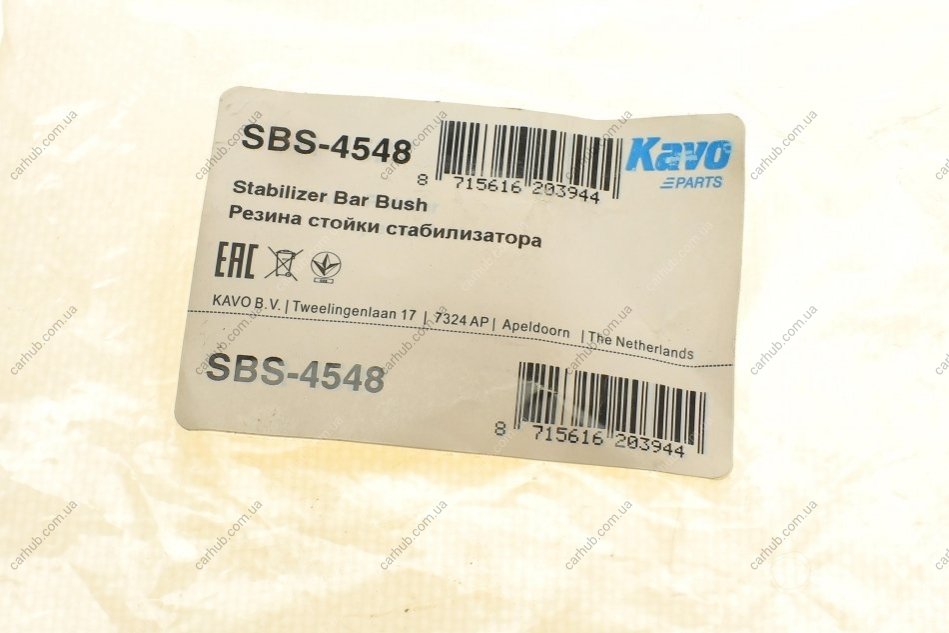 SBS-4548
8 715616 203944
Kavo
PARTS
Stabilizer Bar Bush
Резина стойки стабилизатора
EAC
KAVO B.V. | Tweelingenlaan 17 | 7324 AP | Apeldoorn | The Netherlands
SBS-4548
8 715616 203944
carhub.com.ua